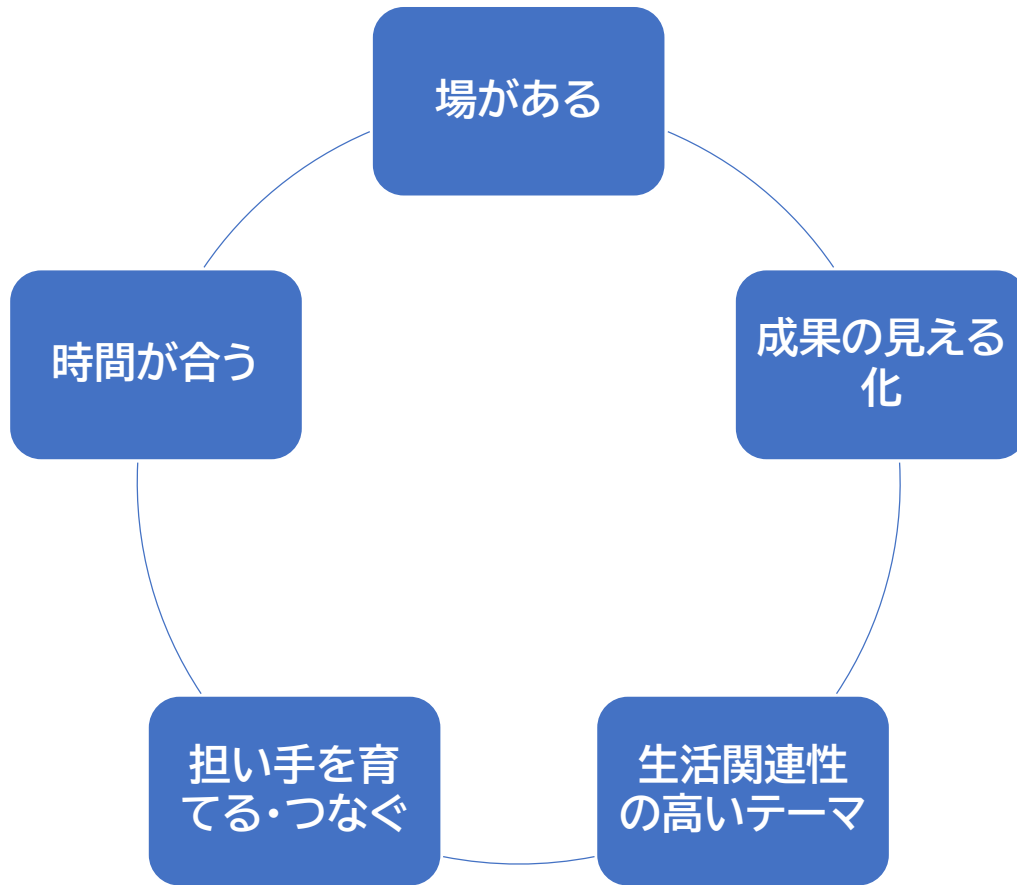 場がある
成果の見える
化
生活関連性
の高いテーマ
担い手を育
てる・つなぐ
時間が合う